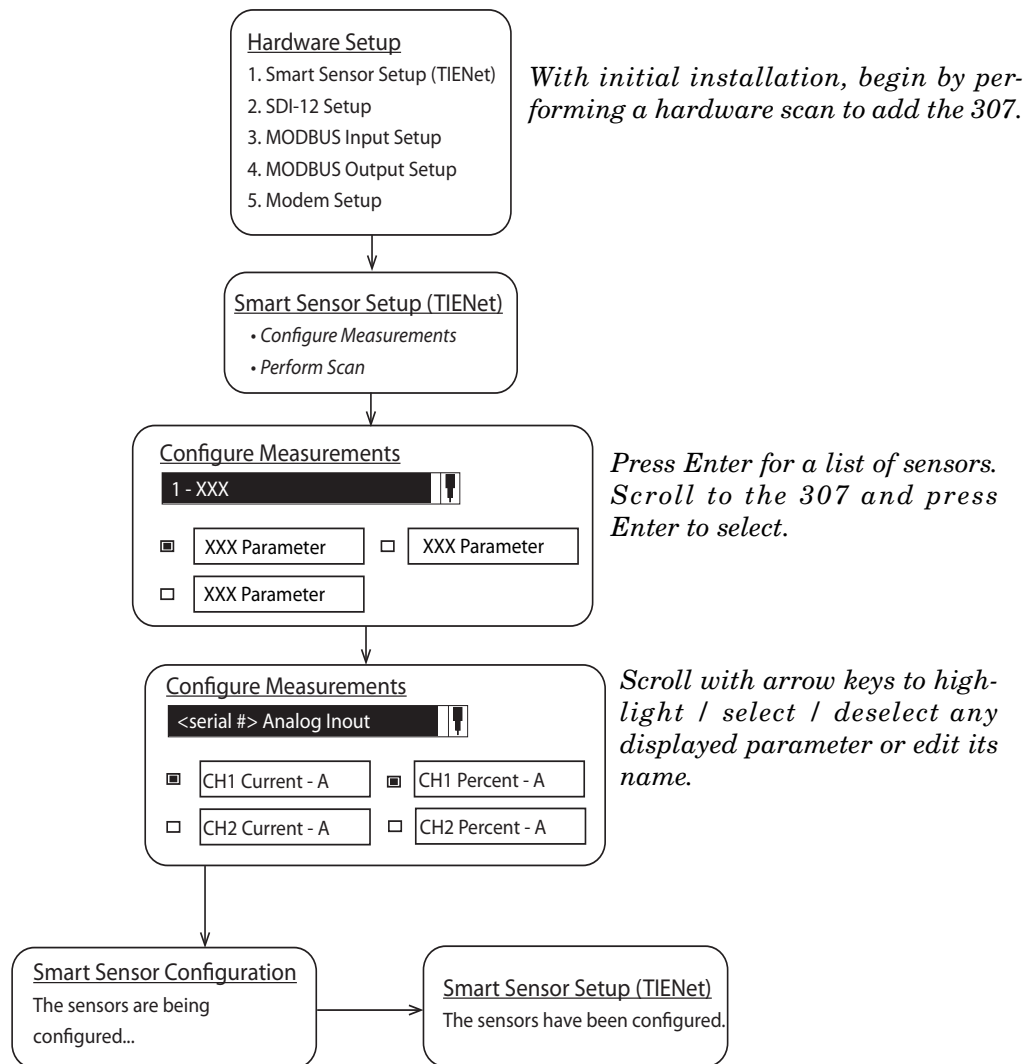 Hardware Setup
1. Smart Sensor Setup (TIENet)
2. SDI-12 Setup
3. MODBUS Input Setup
4. MODBUS Output Setup
5. Modem Setup
With initial installation, begin by per-
forming a hardware scan to add the 307.
Smart Sensor Setup (TIENet)
• Configure Measurements
• Perform Scan
Configure Measurements
1 - XXX
XXX Parameter
XXX Parameter
XXX Parameter
Press Enter for a list of sensors.
Scroll to the 307 and press
Enter to select.
Configure Measurements
<serial #> Analog Inout
CH1 Current - A
CH1 Percent - A
CH2 Current - A
CH2 Percent - A
Scroll with arrow keys to high-
light / select / deselect any
displayed parameter or edit its
name.
Smart Sensor Configuration
The sensors are being
configured...
Smart Sensor Setup (TIENet)
The sensors have been configured.